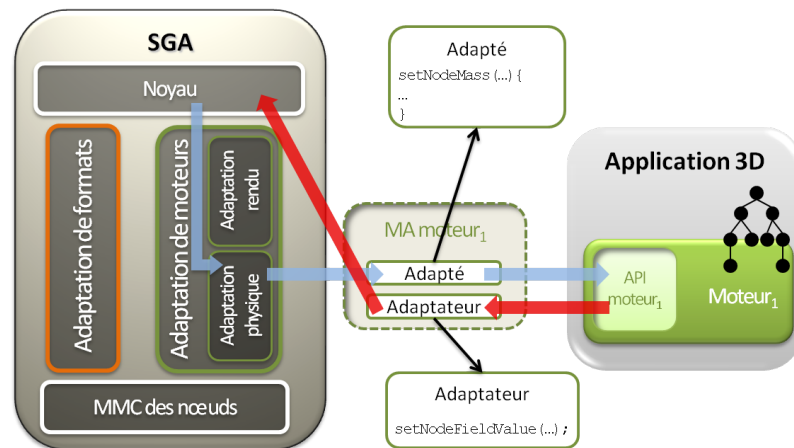 SGA
Noyau
Adaptation de formats
Adaptation de moteurs
Adaptation
rendu
Adaptation
physique
MMC des nœuds
Adapté
setNodeMass(…){
…
}
MA moteur1
Adapté
Adaptateur
Adaptateur
setNodeFieldValue(…);
Application 3D
API
moteur1
Moteur1